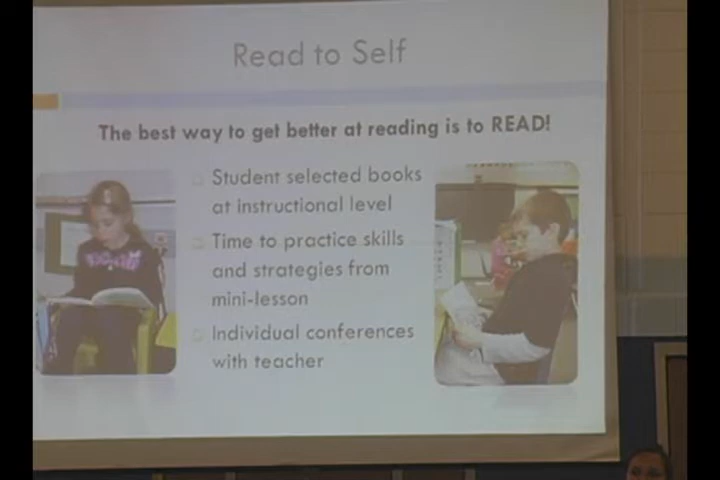 Read to Self
The best way to get better at reading is to READ!
Student selected books
at instructional level
Time to practice skills
and strategies from
mini-lesson
Individual conferences
with teacher